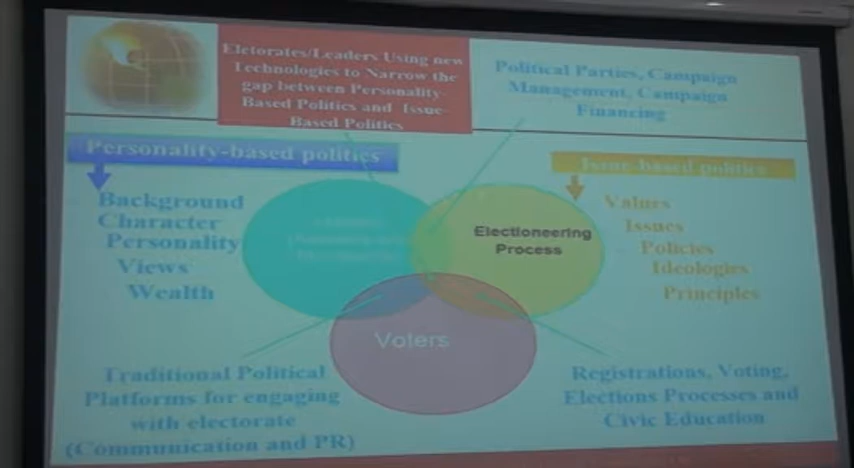 Eletorates/Leaders Using new
Technologies to Narrow the
gap between Personality-
Based Politics and Issue-
Based Politics
Political Parties, Campaign
Management, Campaign
Financing
Personality-based politics
Issue-based politics
Background
Character
Personality
Views
Wealth
Electioneering
Process
Values
Issues
Policies
Ideologies
Principles
Voters
Traditional Political
Platforms for engaging
with electorate
(Communication and PR)
Registrations, Voting,
Elections Processes and
Civic Education